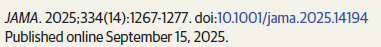 JAMA. 2025;334(14):1267-1277. doi:10.1001/jama.2025.14194
Published online September 15, 2025.